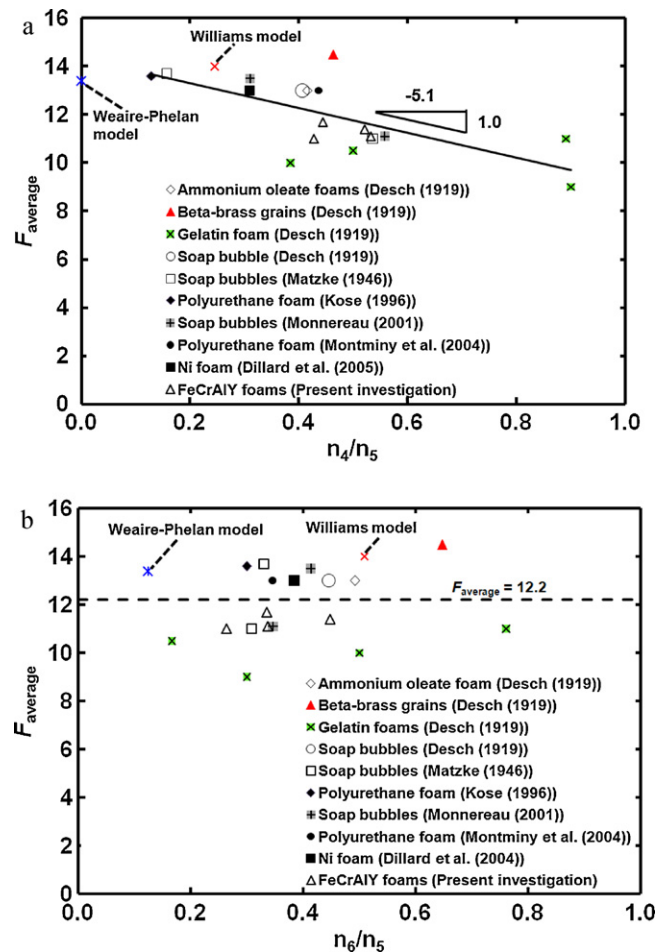 a
16
14
12
10
8
6
4
2
0
F average
Williams model
Weaire-Phelan
model
-5.1
1.0
Ammonium oleate foams (Desch (1919))
Beta-brass grains (Desch (1919))
Gelatin foam (Desch (1919))
Soap bubble (Desch (1919))
Soap bubbles (Matzke (1946))
Polyurethane foam (Kose (1996))
Soap bubbles (Monnereau (2001))
Polyurethane foam (Montminy et al. (2004))
Ni foam (Dillard et al. (2005))
FeCrAlY foams (Present investigation)
0.0 0.2 0.4 0.6 0.8 1.0
n4/n5
b
16
14
12
10
8
6
4
2
0
F average
Weaire-Phelan model
Williams model
F average = 12.2
Ammonium oleate foam (Desch (1919))
Beta-brass grains (Desch (1919))
Gelatin foams (Desch (1919))
Soap bubbles (Desch (1919))
Soap bubbles (Matzke (1946))
Polyurethane foam (Kose (1996))
Soap bubbles (Monnereau (2001))
Polyurethane foam (Montminy et al. (2004))
Ni foam (Dillard et al. (2004))
FeCrAlY foams (Present investigation)
0.0 0.2 0.4 0.6 0.8 1.0
n6/n5